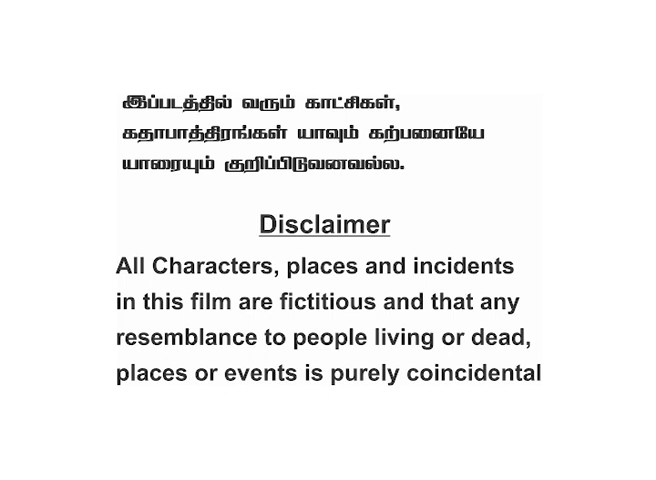 இப்படத்தில் வரும் காட்சிகள்,
கதாபாத்திரங்கள் யாவும் கற்பனையே
யாரையும் குறிப்பிடுவனவல்ல.
Disclaimer
All Characters, places and incidents
in this film are fictitious and that any
resemblance to people living or dead,
places or events is purely coincidental